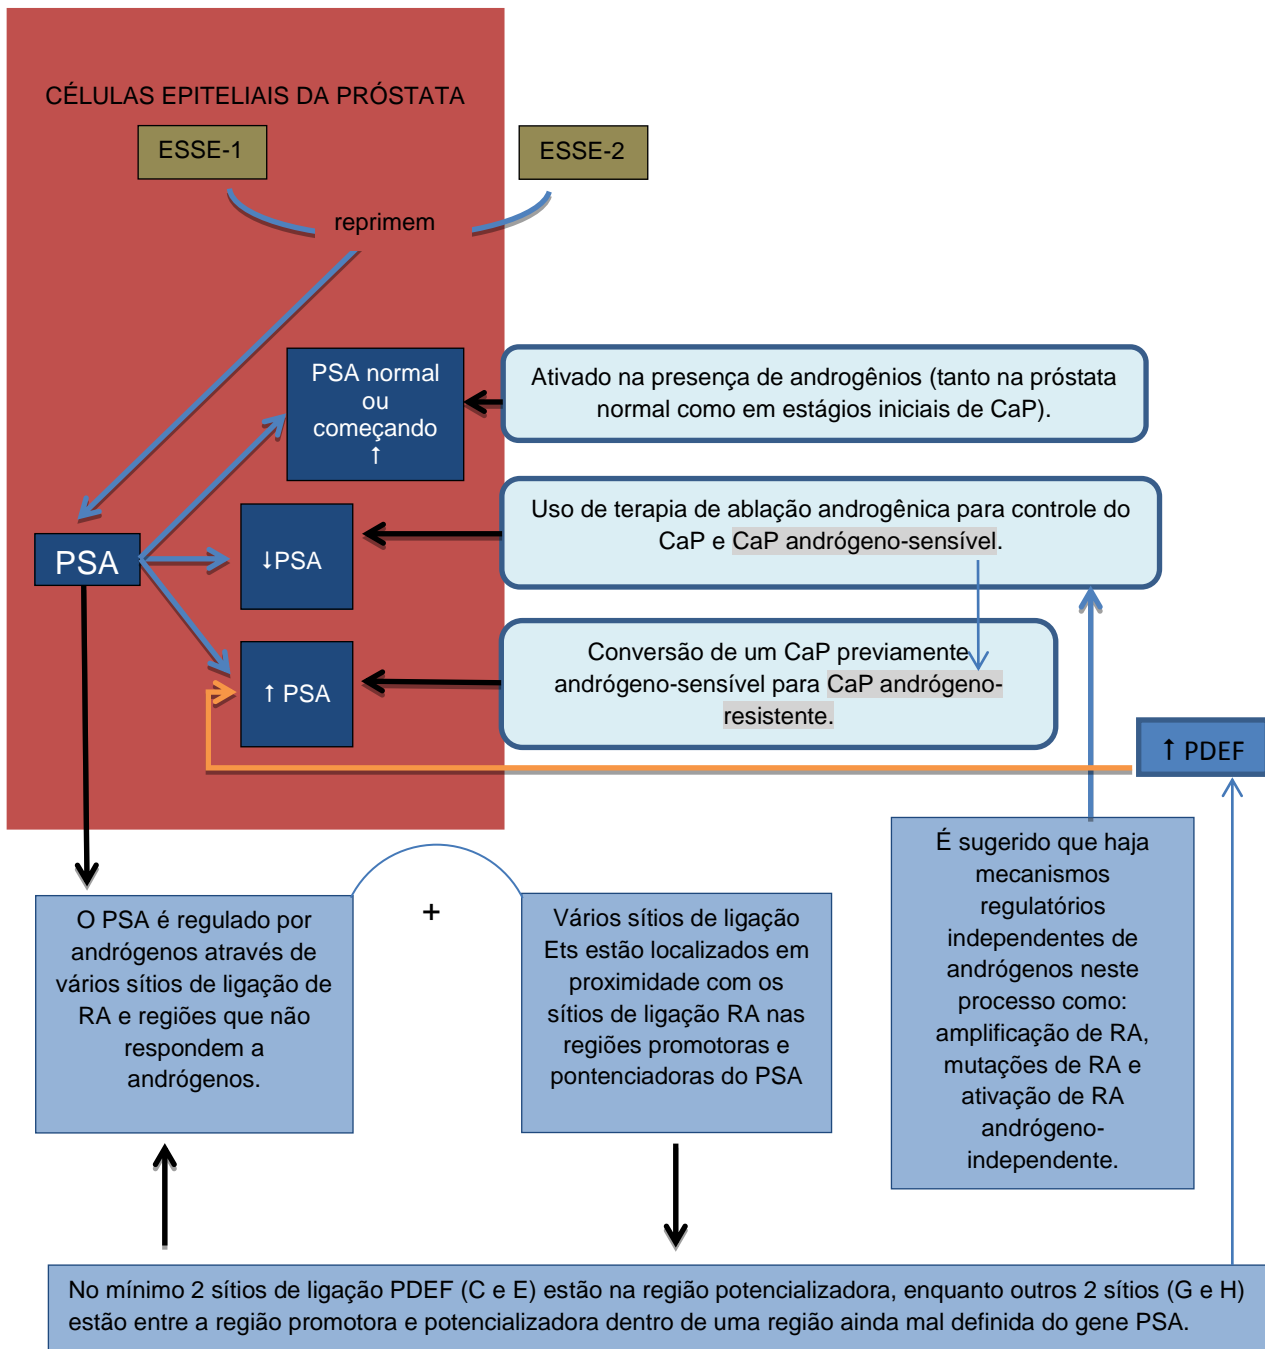 CÉLULAS EPITELIAIS DA PRÓSTATA
ESSE-1
ESSE-2
reprimem
PSA normal
ou
começando
↑
Ativado na presença de androgênios (tanto na próstata
normal como em estágios iniciais de CaP).
Uso de terapia de ablação androgênica para controle do
CaP e CaP andrógeno-sensível.
PSA
↓PSA
Conversão de um CaP previamente
andrógeno-sensível para CaP andrógeno-
resistente.
↑ PSA
↑ PDEF
O PSA é regulado por
andrógenos através de
vários sítios de ligação de
RA e regiões que não
respondem a
andrógenos.
+
Vários sítios de ligação
Ets estão localizados em
proximidade com os
sítios de ligação RA nas
regiões promotoras e
pontenciadoras do PSA
É sugerido que haja
mecanismos
regulatórios
independentes de
andrógenos neste
processo como:
amplificação de RA,
mutações de RA e
ativação de RA
andrógeno-
independente.
No mínimo 2 sítios de ligação PDEF (C e E) estão na região potencializadora, enquanto outros 2 sítios (G e H)
estão entre a região promotora e potencializadora dentro de uma região ainda mal definida do gene PSA.